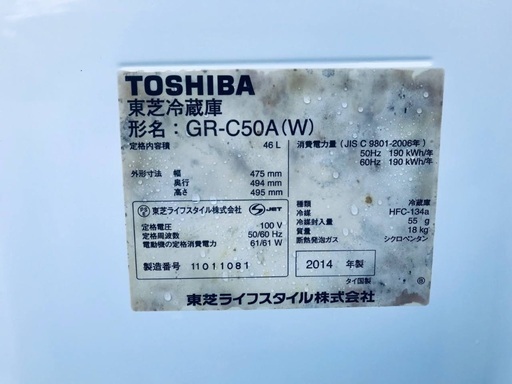 TOSHIBA
東芝冷蔵庫
形名：GR-C50A(W)
定格内容積 46 L
外形寸法 幅 475 mm
奥行 494 mm
高さ 495 mm
東芝ライフスタイル株式会社 S JET
定格電圧 100 V
定格周波数 50/60 Hz
電動機の定格消費電力 61/61 W
製造番号 11011081
消費電力量 (JIS C 9801-2006年)
50Hz 190 kWh/年
60Hz 190 kWh/年
種類 冷蔵庫
冷媒 HFC-134a
冷媒封入量 55 g
質量 18 kg
断熱発泡ガス シクロペンタン
2014 年製
タイ国製
東芝ライフスタイル株式会社 ®